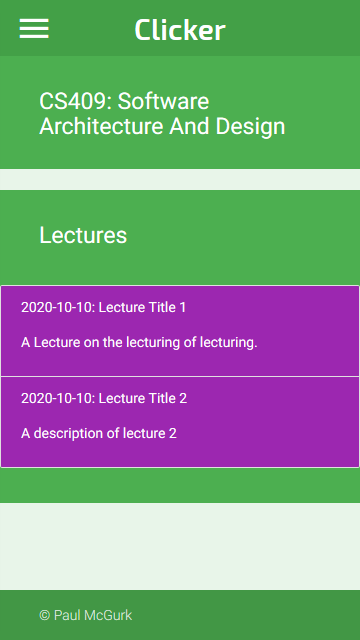 Clicker
CS409: Software
Architecture And Design
Lectures
2020-10-10: Lecture Title 1
A Lecture on the lecturing of lecturing.
2020-10-10: Lecture Title 2
A description of lecture 2
© Paul McGurk